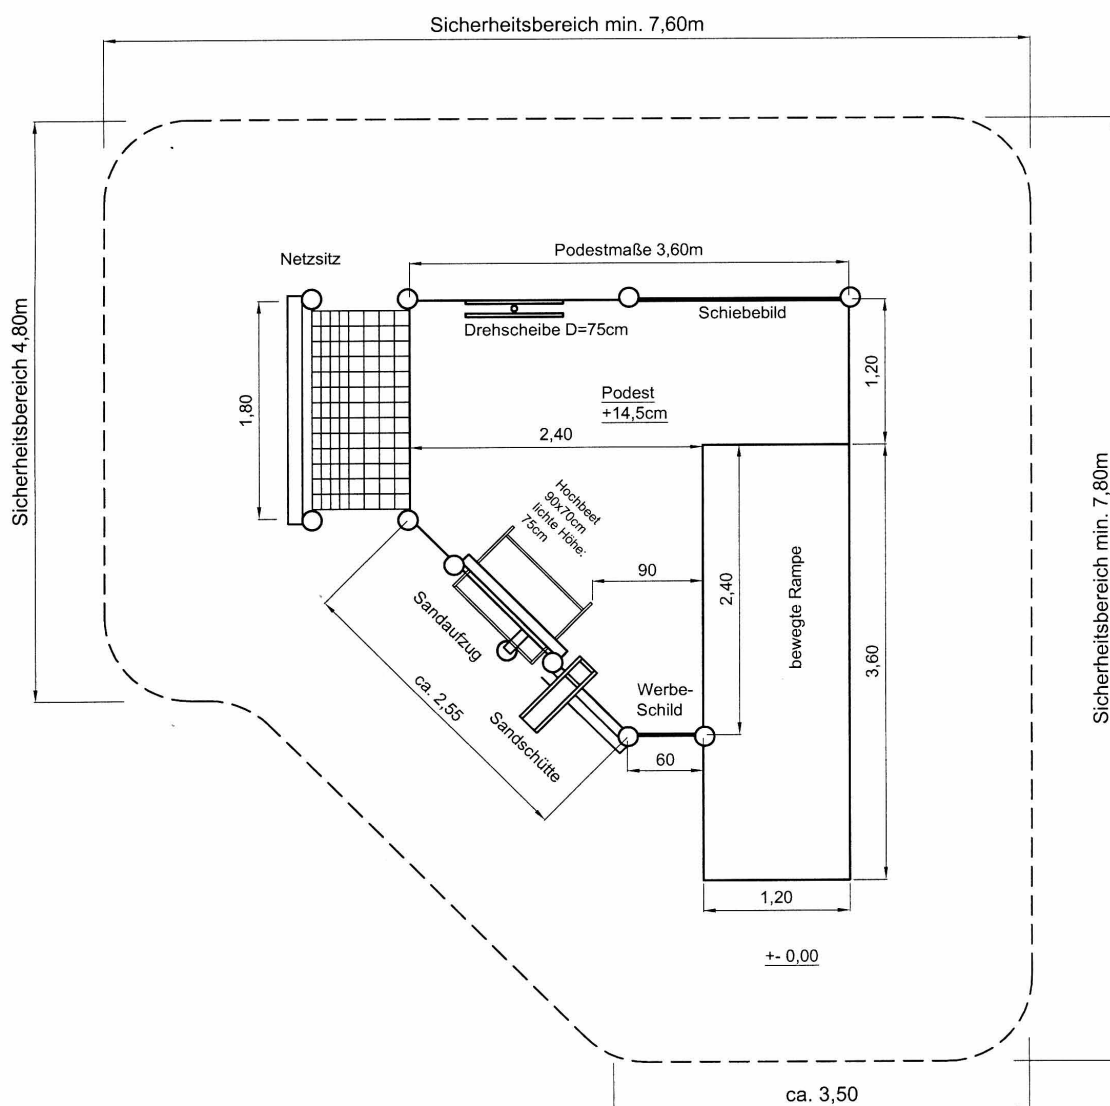 Sicherheitsbereich min. 7,60m
Sicherheitsbereich 4,80m
Podestmaße 3,60m
Netzsitz
Schiebebild
Drehscheibe D=75cm
1,20
1,80
Podest
+14,5cm
2,40
Hochbeet
90x70cm
lichte Höhe:
75cm
90
2,40
bewegte Rampe
3,60
Sicherheitsbereich min. 7,80m
Sandaufzug
ca. 2,55
Sandschütte
Werbe-
Schild
60
1,20
+- 0,00
ca. 3,50